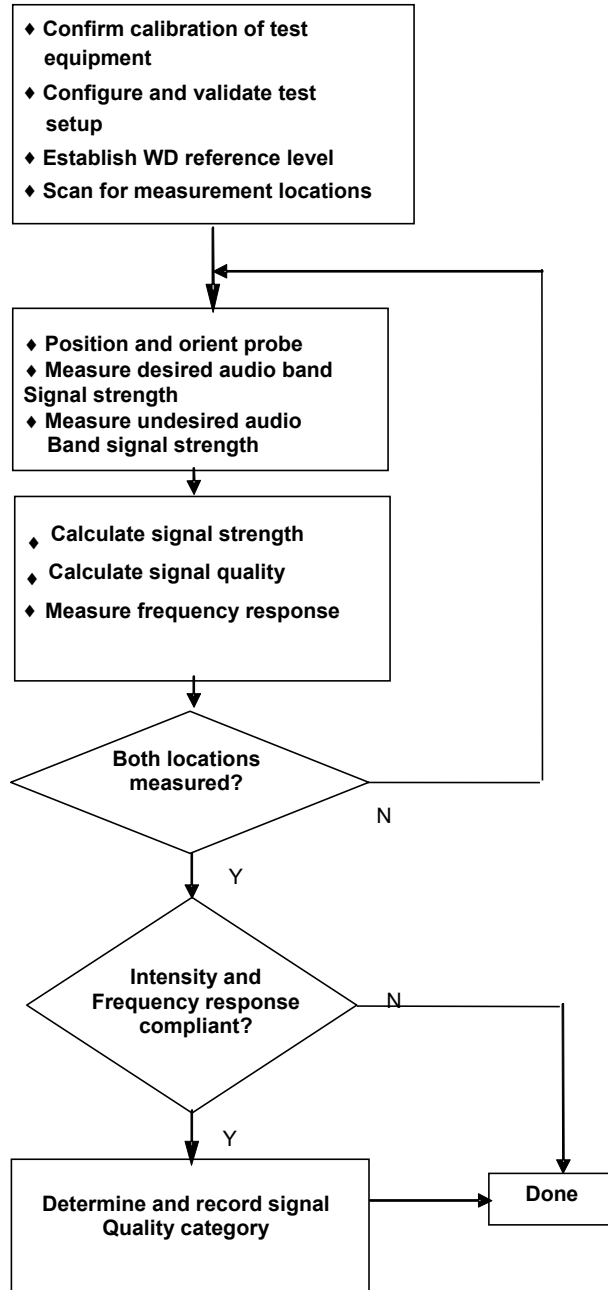 ♦ Confirm calibration of test
equipment
♦ Configure and validate test
setup
♦ Establish WD reference level
♦ Scan for measurement locations
♦ Position and orient probe
♦ Measure desired audio band
Signal strength
♦ Measure undesired audio
Band signal strength
♦ Calculate signal strength
♦ Calculate signal quality
♦ Measure frequency response
Both locations
measured?
N
Y
Intensity and
Frequency response
compliant?
N
Y
Determine and record signal
Quality category
Done